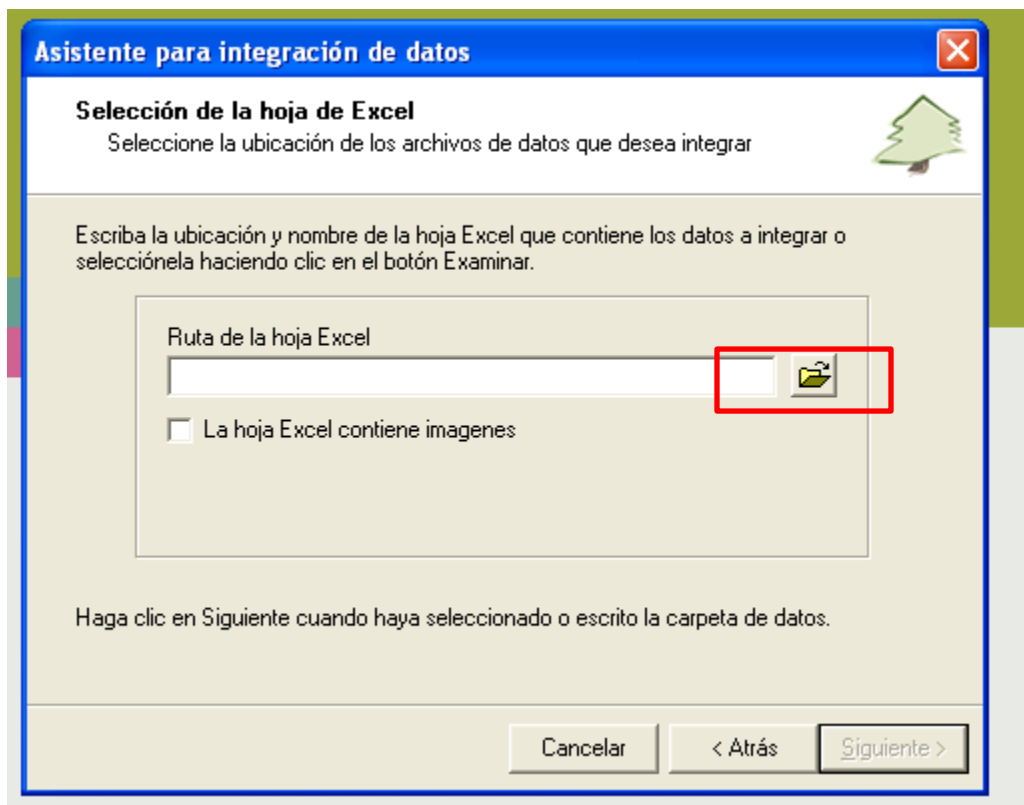 Asistente para integración de datos
Selección de la hoja de Excel
Seleccione la ubicación de los archivos de datos que desea integrar
Escriba la ubicación y nombre de la hoja Excel que contiene los datos a integrar o
selecciónela haciendo clic en el botón Examinar.
Ruta de la hoja Excel
La hoja Excel contiene imagenes
Haga clic en Siguiente cuando haya seleccionado o escrito la carpeta de datos.
Cancelar
< Atrás
Siguiente >